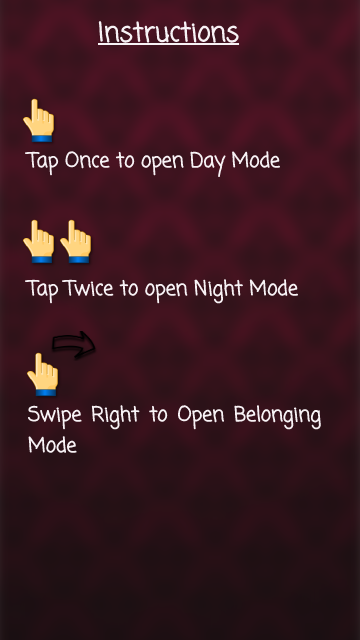 Instructions
Tap Once to open Day Mode
Tap Twice to open Night Mode
Swipe Right to Open Belonging
Mode